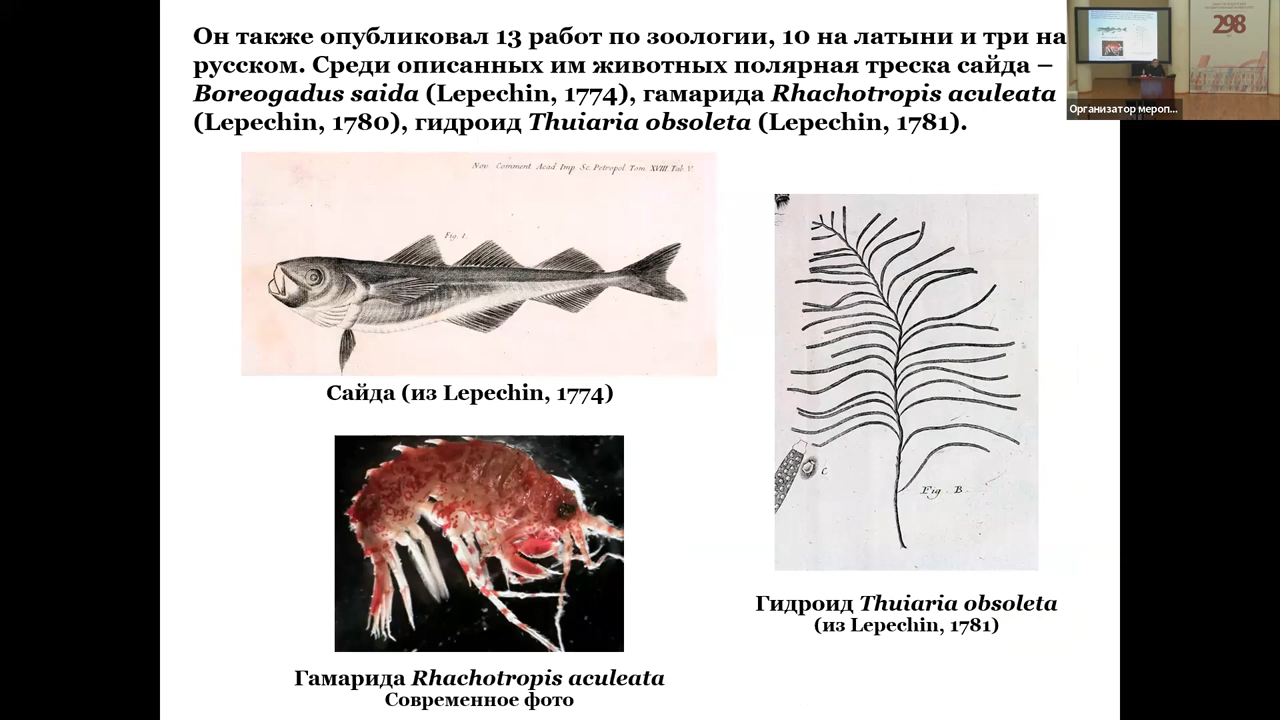 Он также опубликовал 13 работ по зоологии, 10 на латыни и три на
русском. Среди описанных им животных полярная треска сайда –
Boreogadus saida (Lepechin, 1774), гамарида Rhachotropis aculeata
(Lepechin, 1780), гидроид Thuiaria obsoleta (Lepechin, 1781).
298
Организатор мероп...
Nov. Comment. Acad. Imp. Sc. Petropol. Tom. XVIII. Tab. V.
Fig. 1.
Сайда (из Lepechin, 1774)
C.
Fig. B.
Гидроид Thuiaria obsoleta
(из Lepechin, 1781)
Гамарида Rhachotropis aculeata
Современное фото